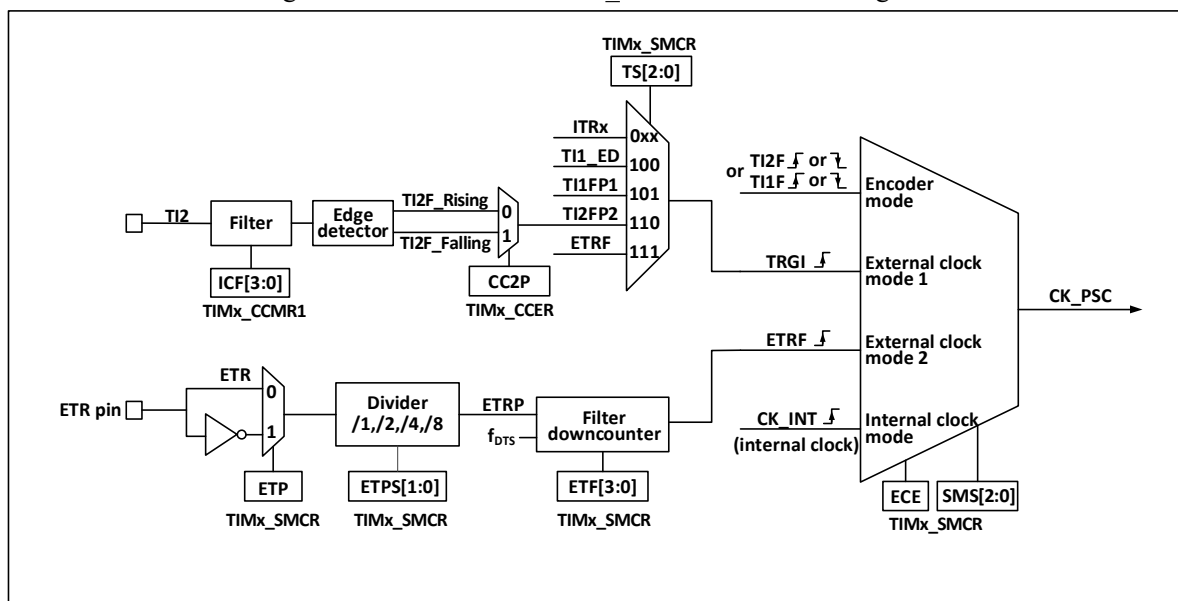 TIMx_SMCR
TS[2:0]
ITRx
0xx
TI1_ED
100
TI1FP1
101
TI2FP2
110
ETRF
111
TI2
Filter
ICF[3:0]
TIMx_CCMR1
Edge
detector
TI2F_Rising
TI2F_Falling
0
1
CC2P
TIMx_CCER
or TI2F or
TI1F or
Encoder
mode
TRGI
External clock
mode 1
ETRF
External clock
mode 2
CK_INT
(internal clock)
Internal clock
mode
CK_PSC
ECE
SMS[2:0]
TIMx_SMCR
ETR pin
ETR
0
1
ETP
TIMx_SMCR
Divider
/1,/2,/4,/8
ETPS[1:0]
TIMx_SMCR
ETRP
fDTS
Filter
downcounter
ETF[3:0]
TIMx_SMCR